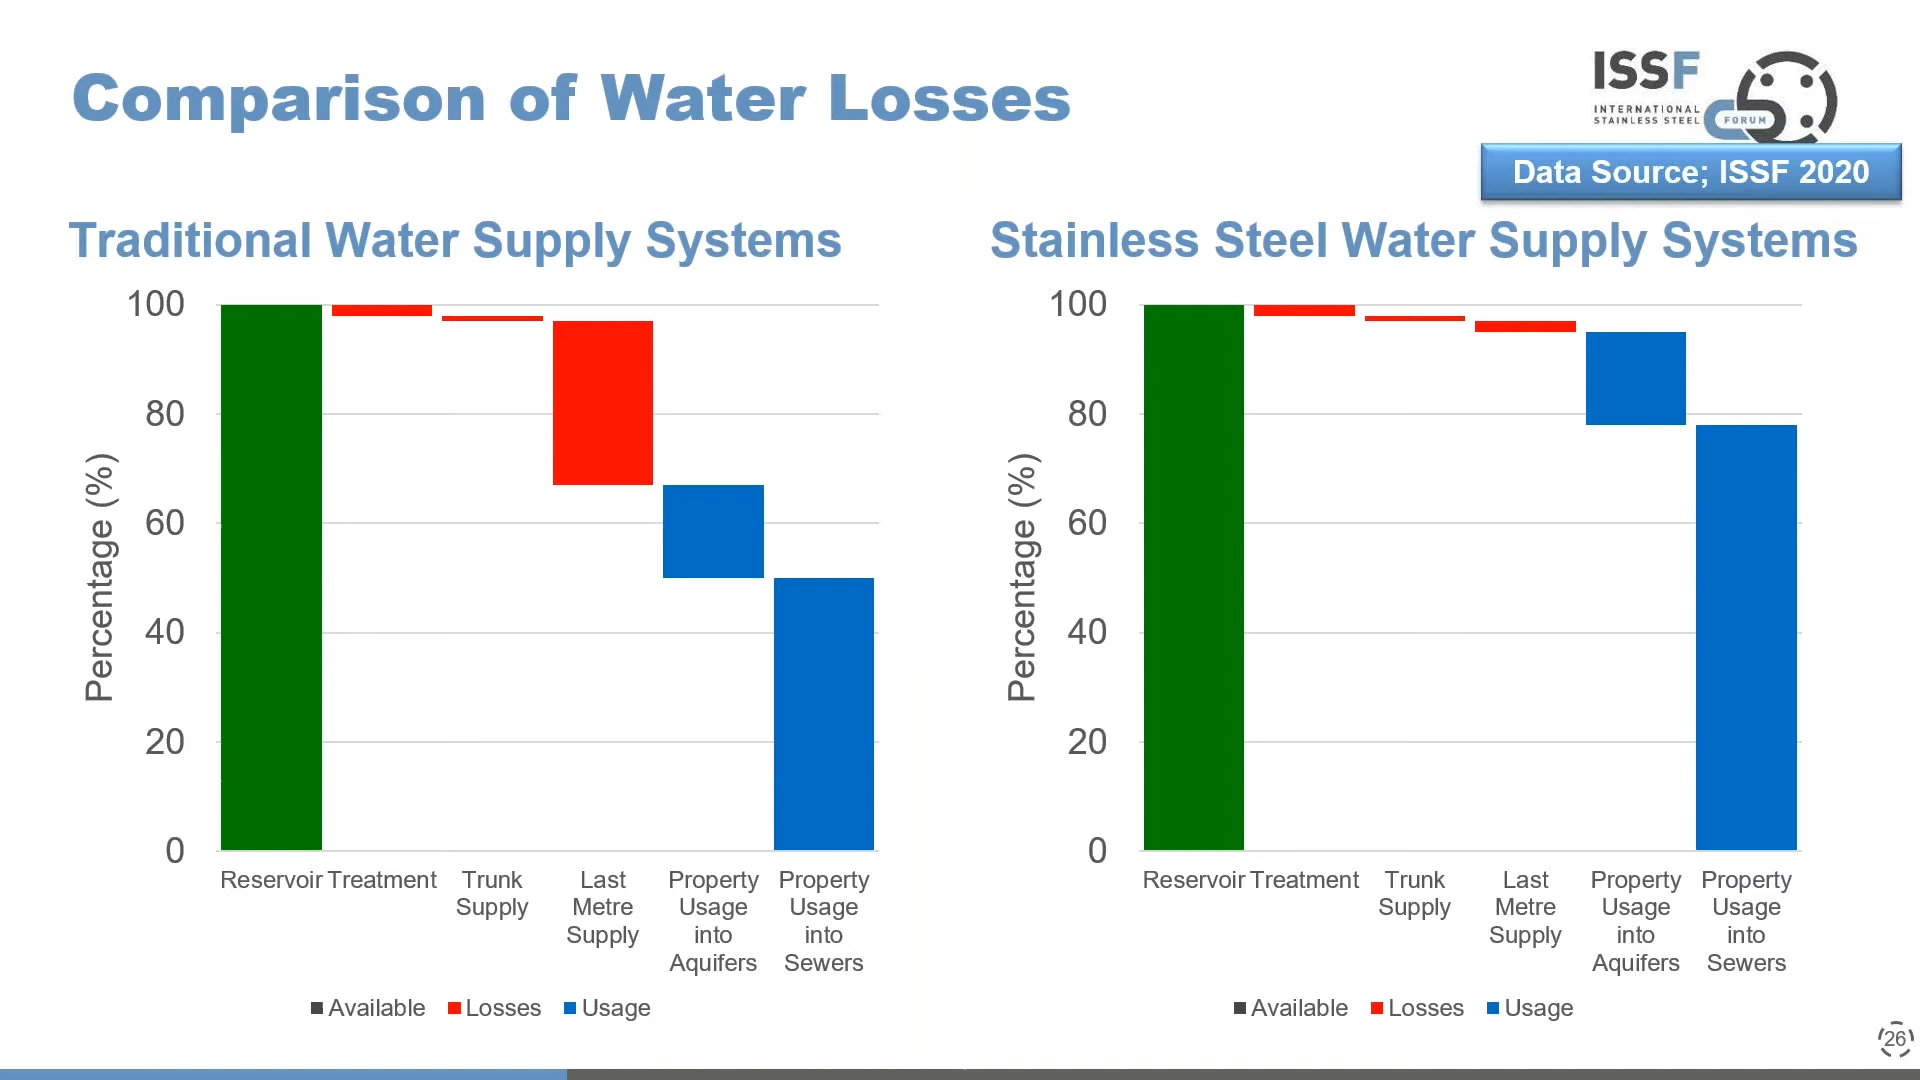 Comparison of Water Losses
ISSF
INTERNATIONAL
STAINLESS STEEL FORUM
Data Source; ISSF 2020
Traditional Water Supply Systems
100
80
60
40
20
0
Percentage (%)
Reservoir Treatment Trunk Supply Last Metre Supply Property Usage into Aquifers Property Usage into Sewers
Available Losses Usage
Stainless Steel Water Supply Systems
100
80
60
40
20
0
Percentage (%)
Reservoir Treatment Trunk Supply Last Metre Supply Property Usage into Aquifers Property Usage into Sewers
Available Losses Usage
26